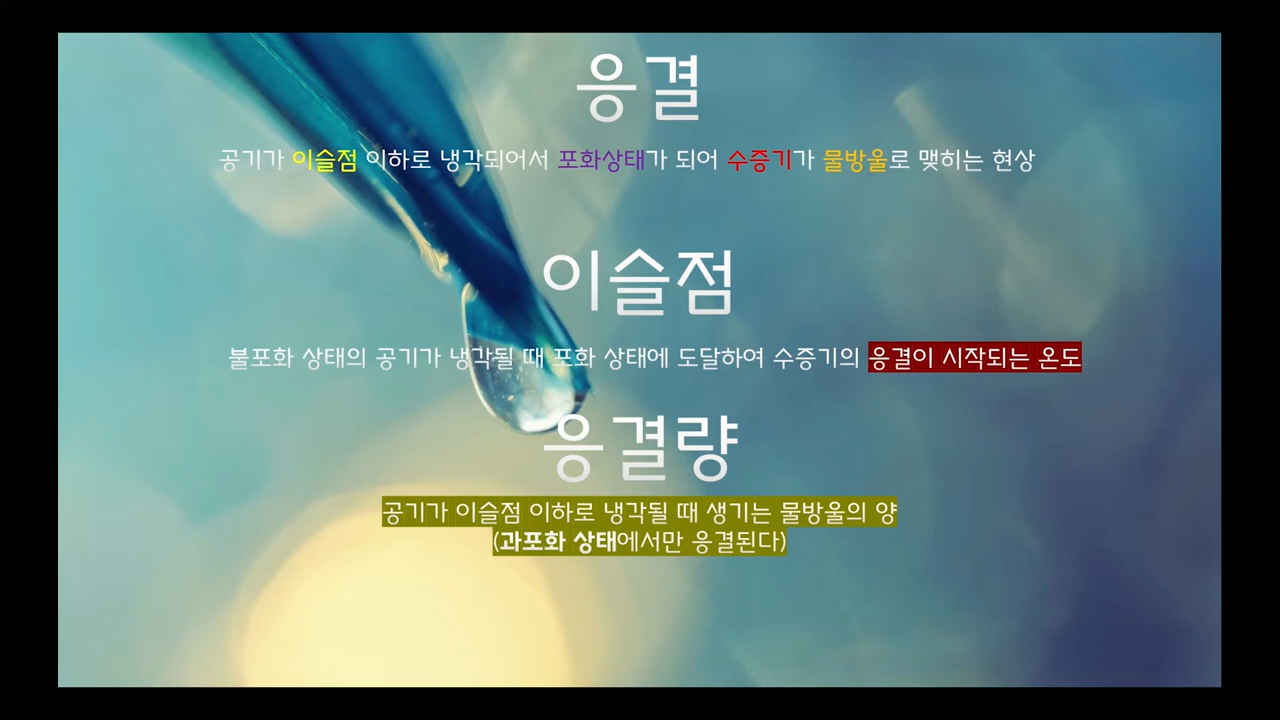 응결
공기가 이슬점 이하로 냉각되어서 포화상태가 되어 수증기가 물방울로 맺히는 현상
이슬점
불포화 상태의 공기가 냉각될 때 포화 상태에 도달하여 수증기의 응결이 시작되는 온도
응결량
공기가 이슬점 이하로 냉각될 때 생기는 물방울의 양
(과포화 상태에서만 응결된다)